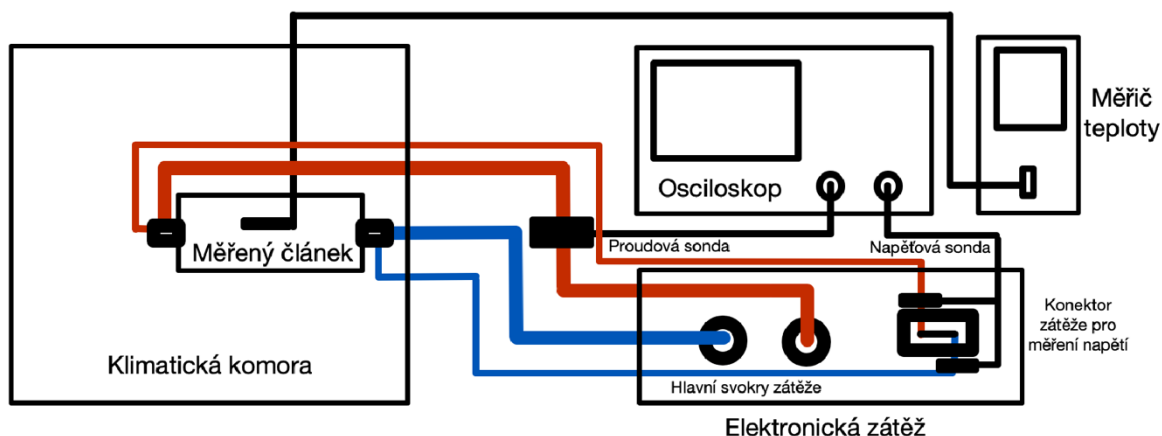 Měřič
teploty
Osciloskop
Měřený článek
Proudová sonda
Napěťová sonda
Konektor
zátěže pro
měření napětí
Klimatická komora
Hlavní svokry zátěže
Elektronická zátěž